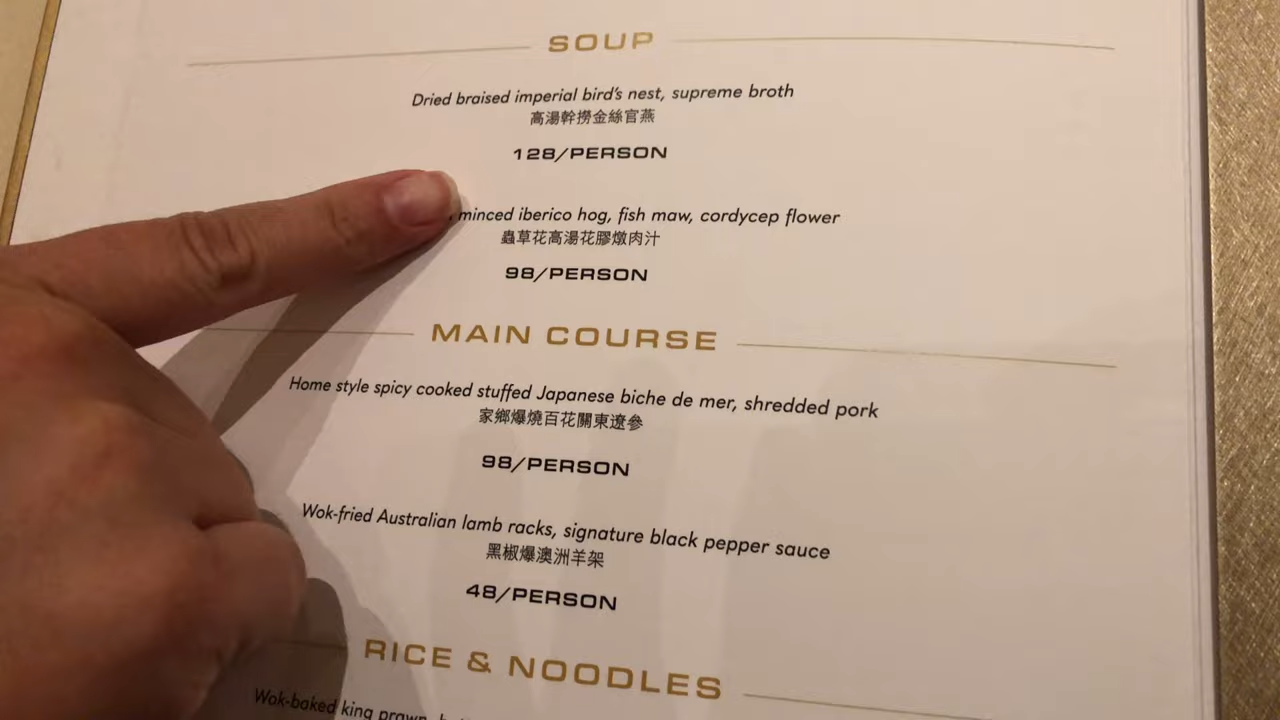 SOUP
Dried braised imperial bird's nest, supreme broth
高湯幹撈金絲官燕
128/PERSON
minced iberico hog, fish maw, cordycep flower
蟲草花高湯花膠燉肉汁
98/PERSON
MAIN COURSE
Home style spicy cooked stuffed Japanese biche de mer, shredded pork
家鄉爆燒百花關東遼參
98/PERSON
Wok-fried Australian lamb racks, signature black pepper sauce
黑椒爆澳洲羊架
48/PERSON
RICE & NOODLES
Wok-baked king prawn,